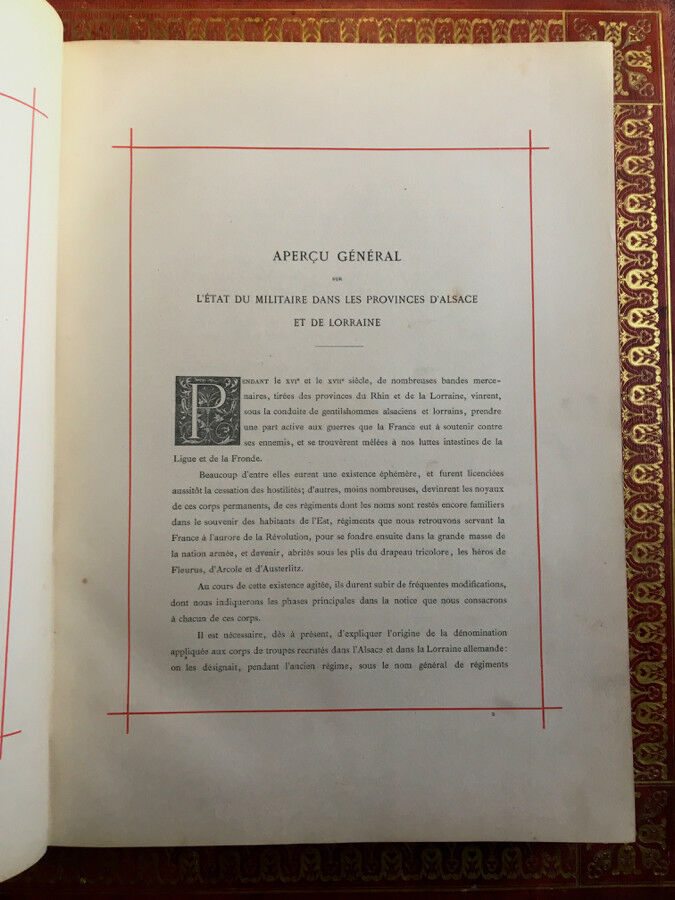 APERÇU GÉNÉRAL
SUR
L'ÉTAT DU MILITAIRE DANS LES PROVINCES D'ALSACE
ET DE LORRAINE
PENDANT le XVIe et le XVIIe siècle, de nombreuses bandes merce-
naires, tirées des provinces du Rhin et de la Lorraine, vinrent,
sous la conduite de gentilshommes alsaciens et lorrains, prendre
une part active aux guerres que la France eut à soutenir contre
ses ennemis, et se trouvèrent mêlées à nos luttes intestines de la
Ligue et de la Fronde.
Beaucoup d'entre elles eurent une existence éphémère, et furent licenciées
aussitôt la cessation des hostilités; d'autres, moins nombreuses, devinrent les noyaux
de ces corps permanents, de ces régiments dont les noms sont restés encore familiers
dans le souvenir des habitants de l'Est, régiments que nous retrouvons servant la
France à l'aurore de la Révolution, pour se fondre ensuite dans la grande masse de
la nation armée, et devenir, abrités sous les plis du drapeau tricolore, les héros de
Fleurus, d'Arcole et d'Austerlitz.
Au cours de cette existence agitée, ils durent subir de fréquentes modifications,
dont nous indiquerons les phases principales dans la notice que nous consacrons
à chacun de ces corps.
Il est nécessaire, dès à présent, d'expliquer l'origine de la dénomination
appliquée aux corps de troupes recrutés dans l'Alsace et dans la Lorraine allemande:
on les désignait, pendant l'ancien régime, sous le nom général de régiments